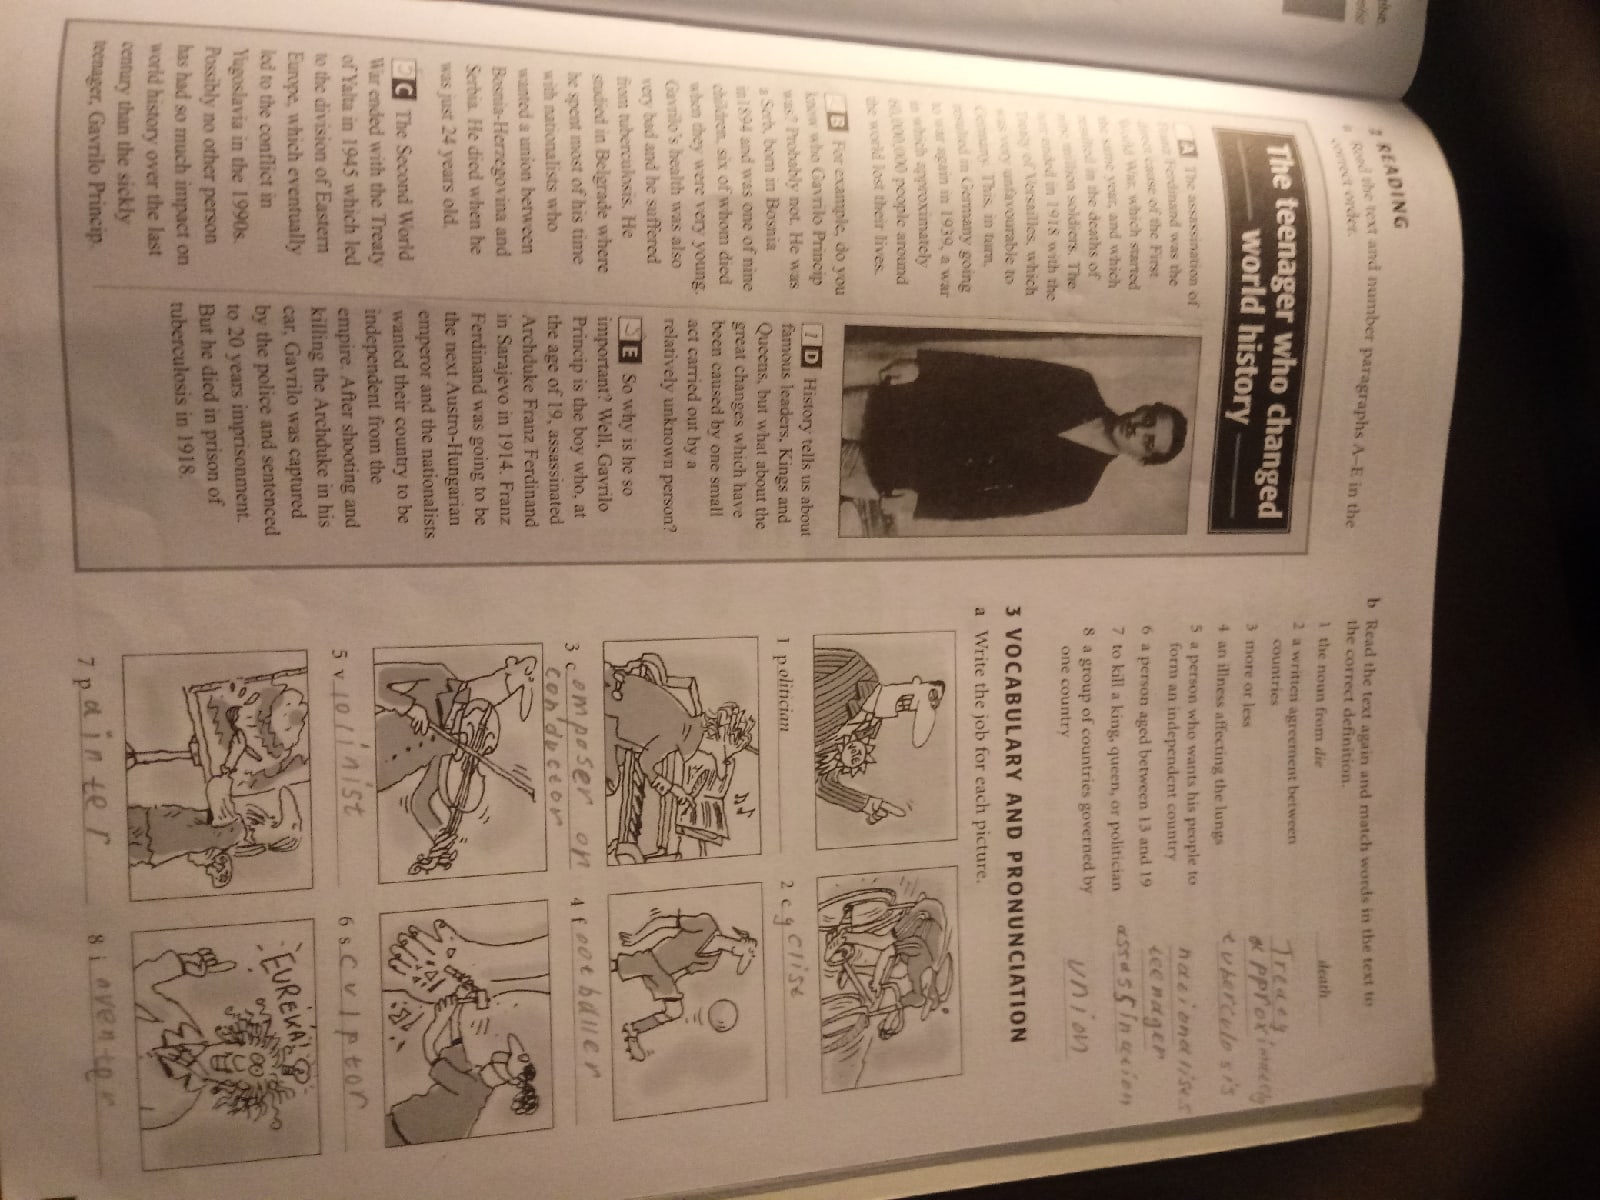 else.
2 READING
a Read the text and number paragraphs A–E in the
correct order.
The teenager who changed
world history
A The assassination of
Franz Ferdinand was the
direct cause of the First
World War, which started
the same year, and which
resulted in the deaths of
nine million soldiers. The
war ended in 1918 with the
Treaty of Versailles, which
was very unfavourable to
Germany. This, in turn,
resulted in Germany going
to war again in 1939, a war
in which approximately
80,000,000 people around
the world lost their lives.
B For example, do you
know who Gavrilo Princip
was? Probably not. He was
a Serb, born in Bosnia
in 1894 and was one of nine
children, six of whom died
when they were very young.
Gavrilo's health was also
very bad and he suffered
from tuberculosis. He
studied in Belgrade where
he spent most of his time
with nationalists who
wanted a union between
Bosnia-Herzegovina and
Serbia. He died when he
was just 24 years old.
5 C The Second World
War ended with the Treaty
of Yalta in 1945 which led
to the division of Eastern
Europe, which eventually
led to the conflict in
Yugoslavia in the 1990s.
Possibly no other person
has had so much impact on
world history over the last
century than the sickly
teenager, Gavrilo Princip.
1 D History tells us about
famous leaders, Kings and
Queens, but what about the
great changes which have
been caused by one small
act carried out by a
relatively unknown person?
3 E So why is he so
important? Well, Gavrilo
Princip is the boy who, at
the age of 19, assassinated
Archduke Franz Ferdinand
in Sarajevo in 1914. Franz
Ferdinand was going to be
the next Austro-Hungarian
emperor and the nationalists
wanted their country to be
independent from the
empire. After shooting and
killing the Archduke in his
car, Gavrilo was captured
by the police and sentenced
to 20 years imprisonment.
But he died in prison of
tuberculosis in 1918.
b Read the text again and match words in the text to
the correct definition.
1 the noun from die death
2 a written agreement between
countries
3 more or less
4 an illness affecting the lungs tuberculosis
5 a person who wants his people to
form an independent country
6 a person aged between 13 and 19 teenager
7 to kill a king, queen, or politician
8 a group of countries governed by
one country union
3 VOCABULARY AND PRONUNCIATION
a Write the job for each picture.
VOTE
1 politician
2 cyclist
3 composer on
conductor
4 footballer
5 violinist
6 sculptor
7 painter
EUREKA!
8 inventer